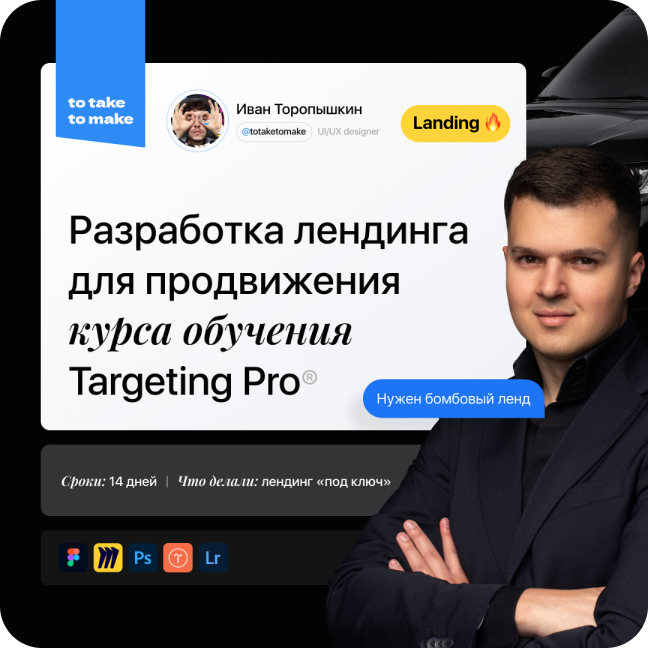 to take
to make
Иван Торопышкин
@totaketomake UI/UX designer
Landing 🔥
Разработка лендинга
для продвижения
курса обучения
Targeting Pro®
Нужен бомбовый ленд
Сроки: 14 дней | Что делали: лендинг «под ключ»
Ps
Lr